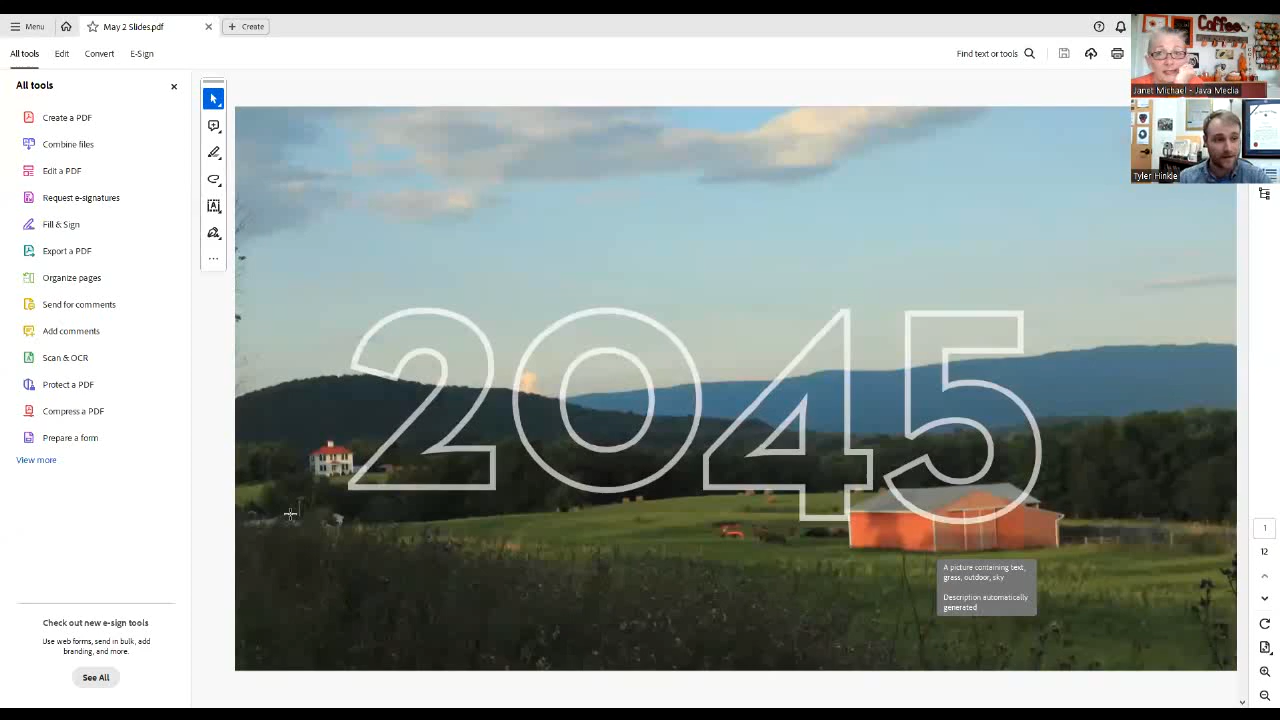 Menu
May 2 Slides.pdf
Create
All tools
Edit
Convert
E-Sign
Find text or tools
All tools
Create a PDF
Combine files
Edit a PDF
Request e-signatures
Fill & Sign
Export a PDF
Organize pages
Send for comments
Add comments
Scan & OCR
Protect a PDF
Compress a PDF
Prepare a form
View more
Check out new e-sign tools
Use web forms, send in bulk, add
branding, and more.
See All
2045
A picture containing text,
grass, outdoor, sky
Description automatically
generated
Coffee
Janet Michael - Java Media
Tyler Hinkle
1
12